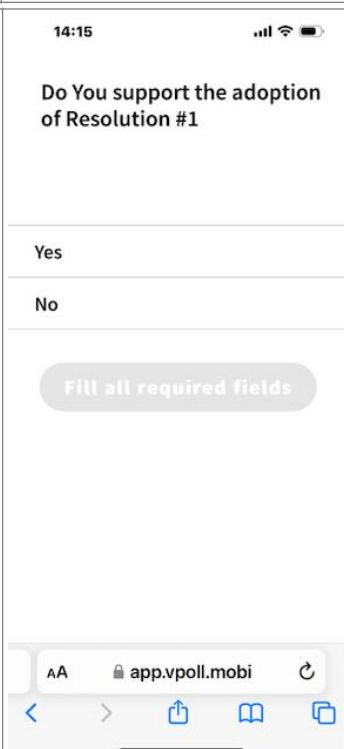 14:15
Do You support the adoption
of Resolution #1
Yes
No
Fill all required fields
AA app.vpoll.mobi